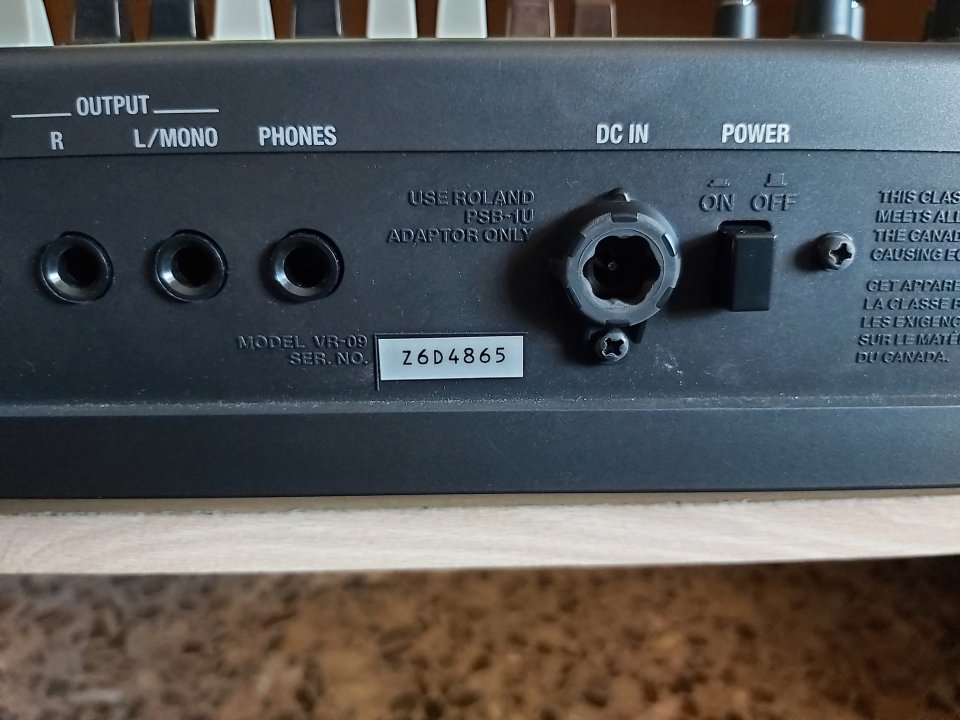 OUTPUT
R L/MONO PHONES DC IN POWER
USE ROLAND
PSB-1U
ADAPTOR ONLY
ON OFF
MODEL VR-09
SER. NO.
Z6D4865
THIS CLAS
MEETS ALL
THE CANAD
CAUSING EQ
CET APPARE
LA CLASSE B
LES EXIGENC
SUR LE MATÉ
DU CANADA.